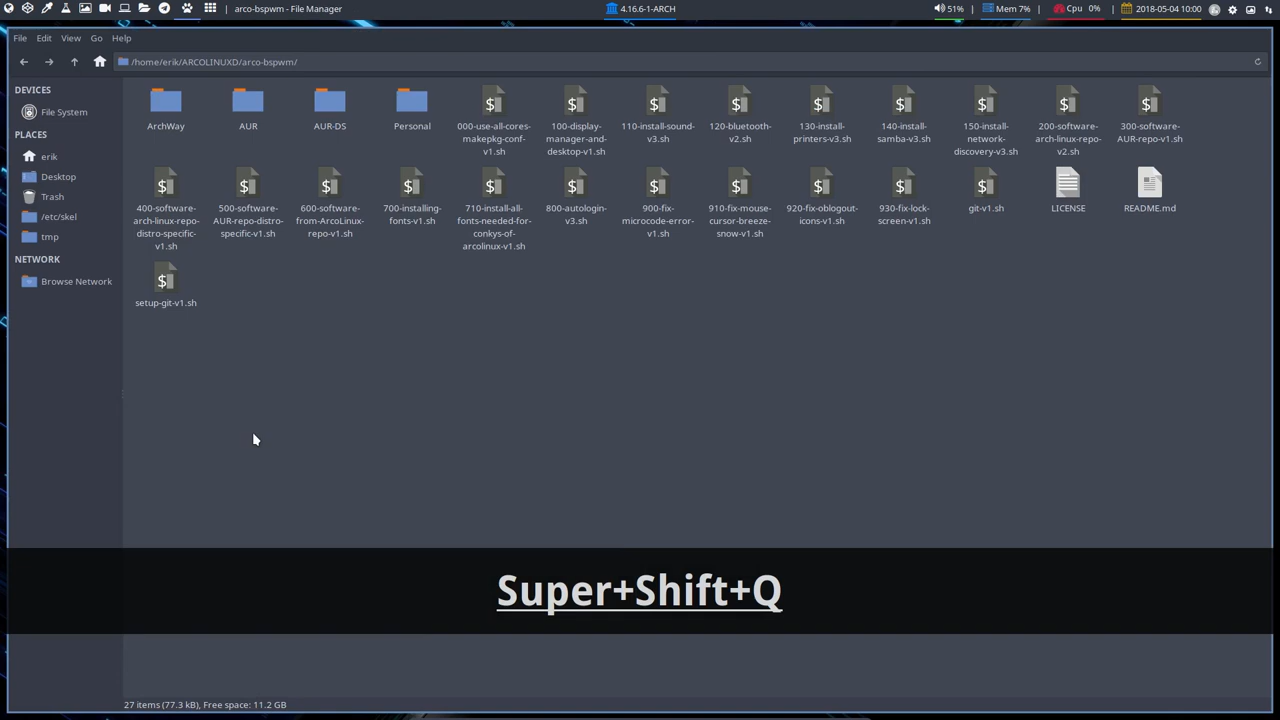 arco-bspwm - File Manager
4.16.6-1-ARCH
51%
Mem 7%
Cpu 0%
2018-05-04 10:00
File Edit View Go Help
/home/erik/ARCOLINUXD/arco-bspwm/
DEVICES
File System
PLACES
erik
Desktop
Trash
/etc/skel
tmp
NETWORK
Browse Network
ArchWay
AUR
AUR-DS
Personal
000-use-all-cores-
makepkg-conf-
v1.sh
100-display-
manager-and-
desktop-v1.sh
110-install-sound-
v3.sh
120-bluetooth-
v2.sh
130-install-
printers-v3.sh
140-install-
samba-v3.sh
150-install-
network-
discovery-v3.sh
200-software-
arch-linux-repo-
v2.sh
300-software-
AUR-repo-v1.sh
400-software-
arch-linux-repo-
distro-specific-
v1.sh
500-software-
AUR-repo-distro-
specific-v1.sh
600-software-
from-ArcoLinux-
repo-v1.sh
700-installing-
fonts-v1.sh
710-install-all-
fonts-needed-for-
conkys-of-
arcolinux-v1.sh
800-autologin-
v3.sh
900-fix-
microcode-error-
v1.sh
910-fix-mouse-
cursor-breeze-
snow-v1.sh
920-fix-oblogout-
icons-v1.sh
930-fix-lock-
screen-v1.sh
git-v1.sh
LICENSE
README.md
setup-git-v1.sh
Super+Shift+Q
27 items (77.3 kB), Free space: 11.2 GB